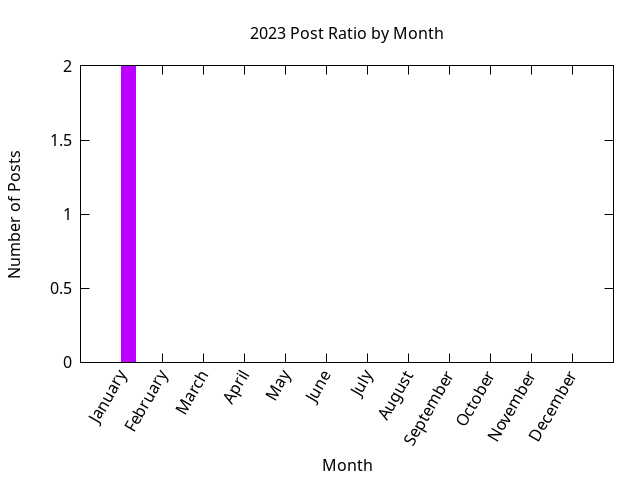 2023 Post Ratio by Month
Number of Posts
2
1.5
1
0.5
0
January
February
March
April
May
June
July
August
September
October
November
December
Month